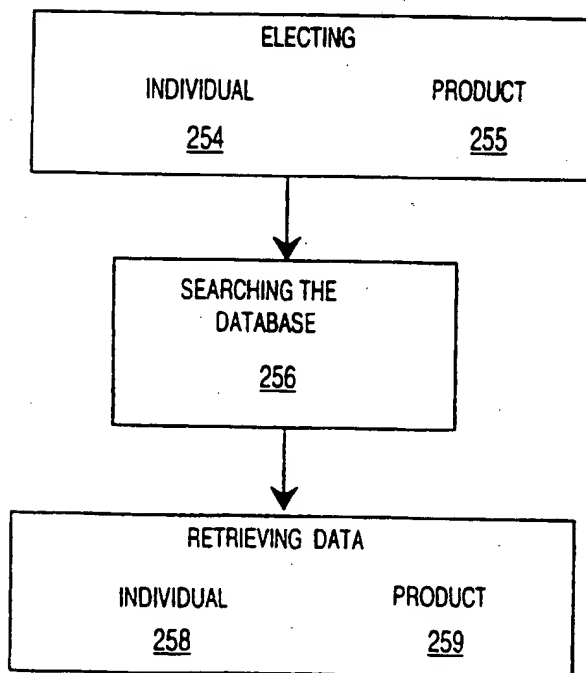 ELECTING
INDIVIDUAL PRODUCT
254 255
SEARCHING THE
DATABASE
256
RETRIEVING DATA
INDIVIDUAL PRODUCT
258 259